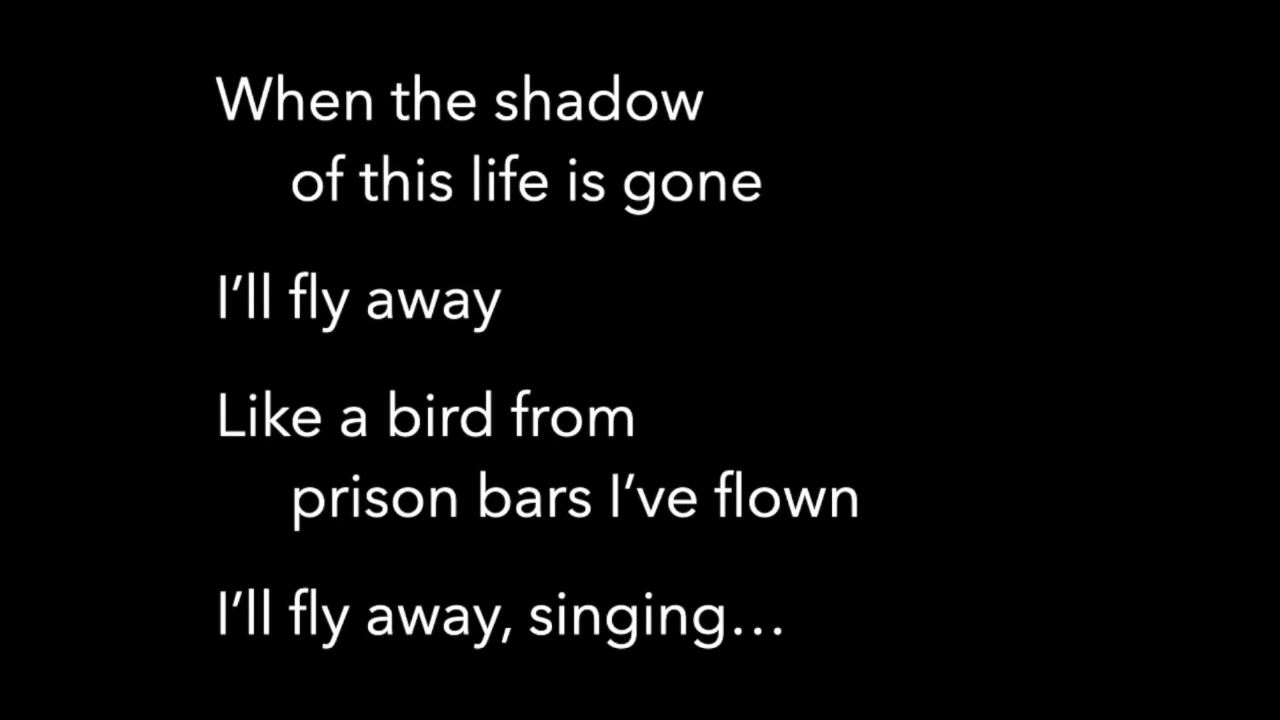 When the shadow
of this life is gone
I’ll fly away
Like a bird from
prison bars I’ve flown
I’ll fly away, singing…